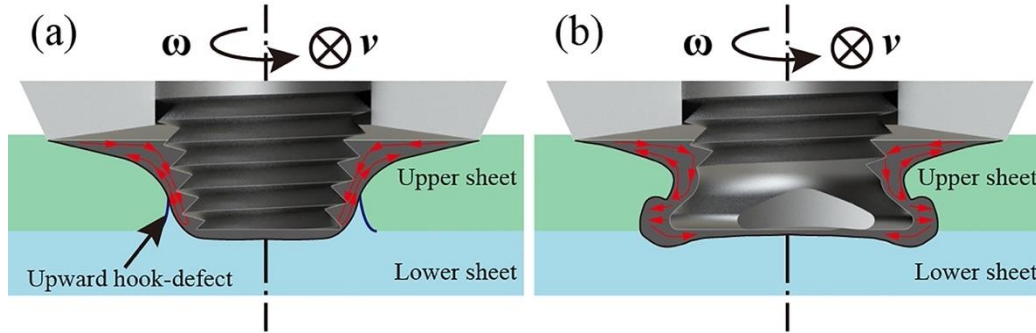 (a)
ω
v
Upper sheet
Upward hook-defect
Lower sheet
(b)
ω
v
Upper sheet
Lower sheet